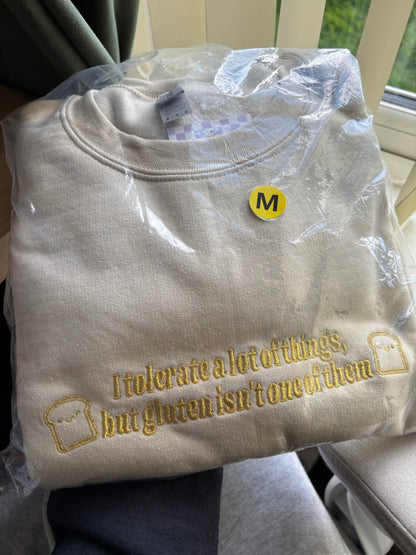 M
I tolerate a lot of things,
but gluten isn't one of them